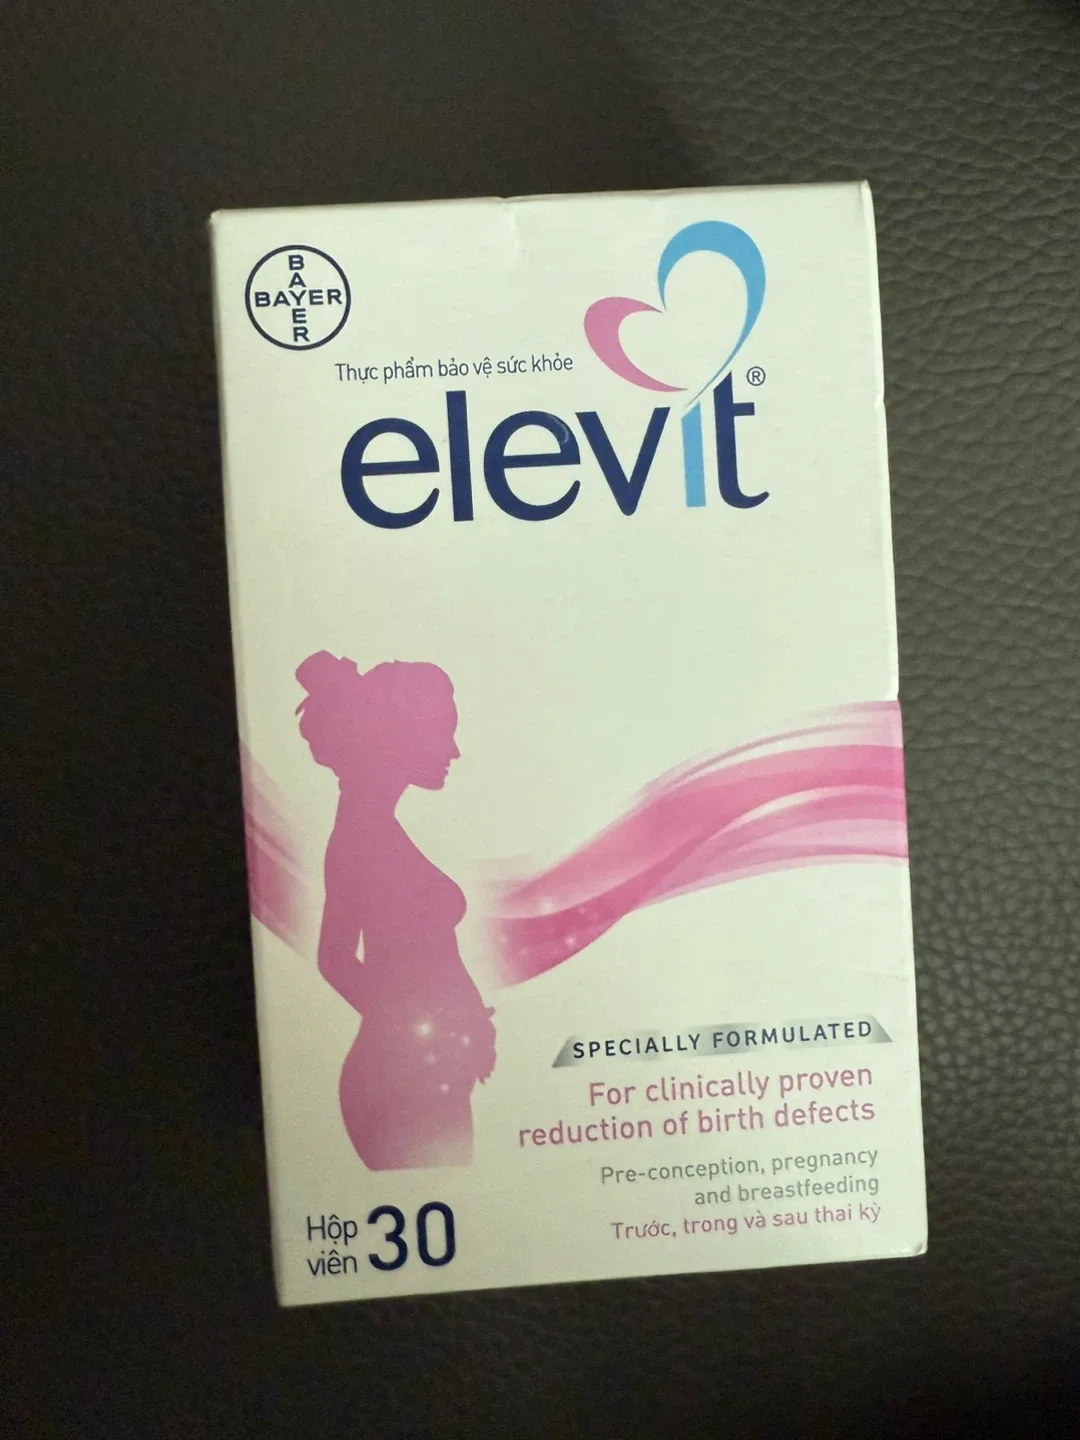 BAYER
BAYER
Thực phẩm bảo vệ sức khỏe
elevit®
SPECIALLY FORMULATED
For clinically proven
reduction of birth defects
Pre-conception, pregnancy
and breastfeeding
Trước, trong và sau thai kỳ
Hộp 30
viên